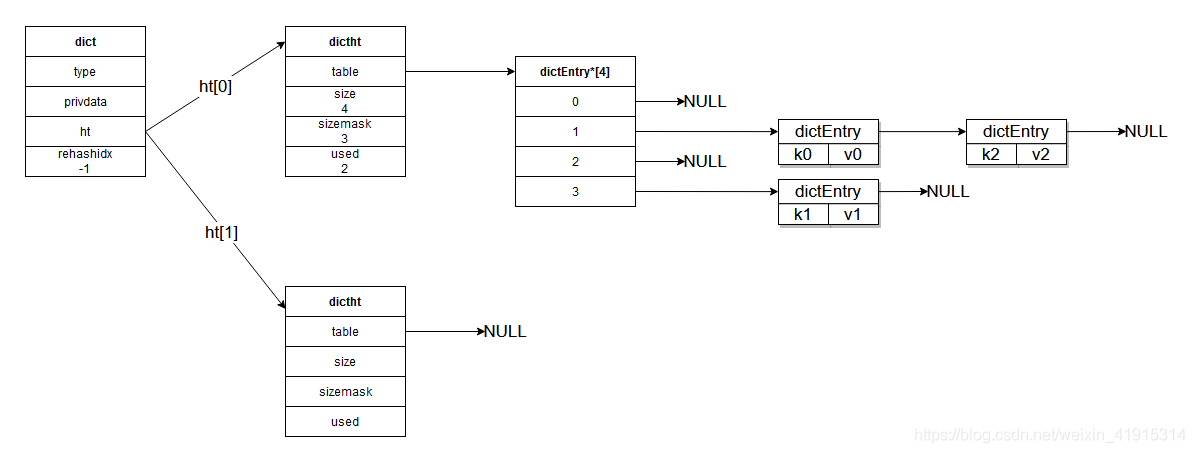 dict
type
privdata
ht
rehashidx
-1
ht[0]
ht[1]
dictht
table
size
4
sizemask
3
used
2
dictEntry*[4]
0
1
2
3
NULL
dictEntry
k0 v0
dictEntry
k2 v2
NULL
NULL
dictEntry
k1 v1
NULL
dictht
table
size
sizemask
used
NULL
https://blog.csdn.net/weixin_41915314